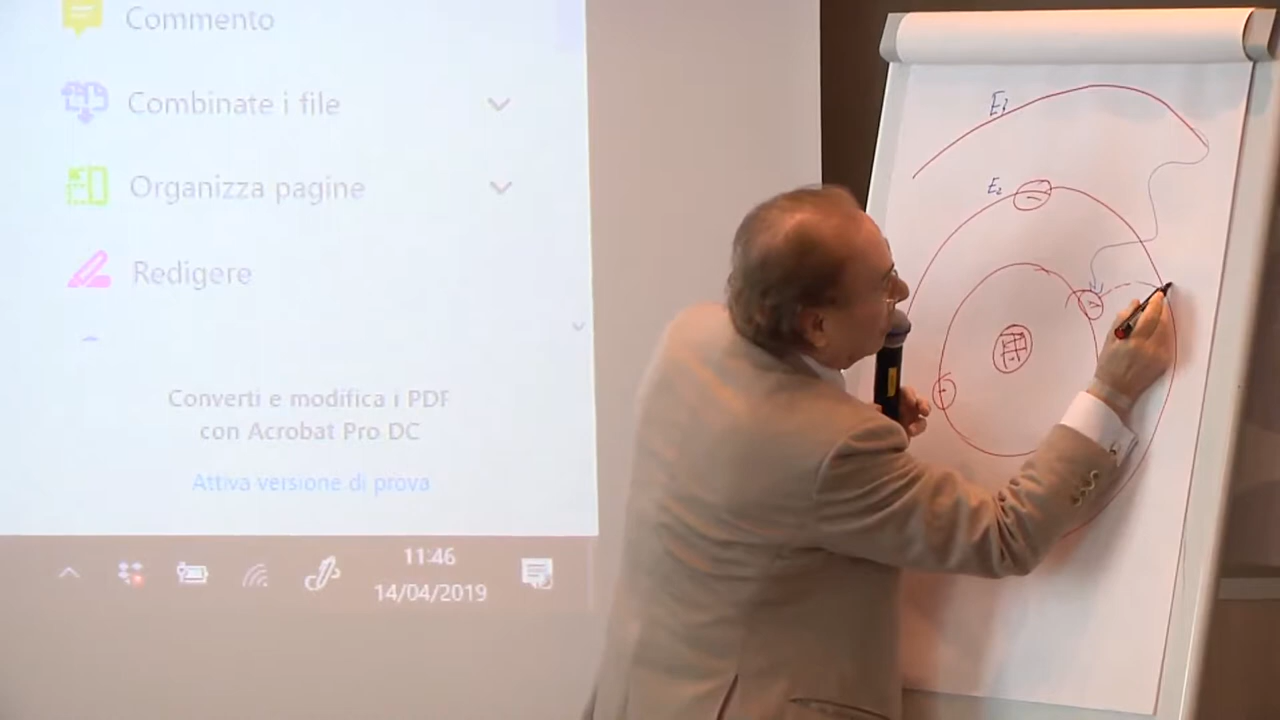 Commento
Combinate i file
Organizza pagine
Redigere
Converti e modifica i PDF
con Acrobat Pro DC
Attiva versione di prova
11:46
14/04/2019
E3
E2